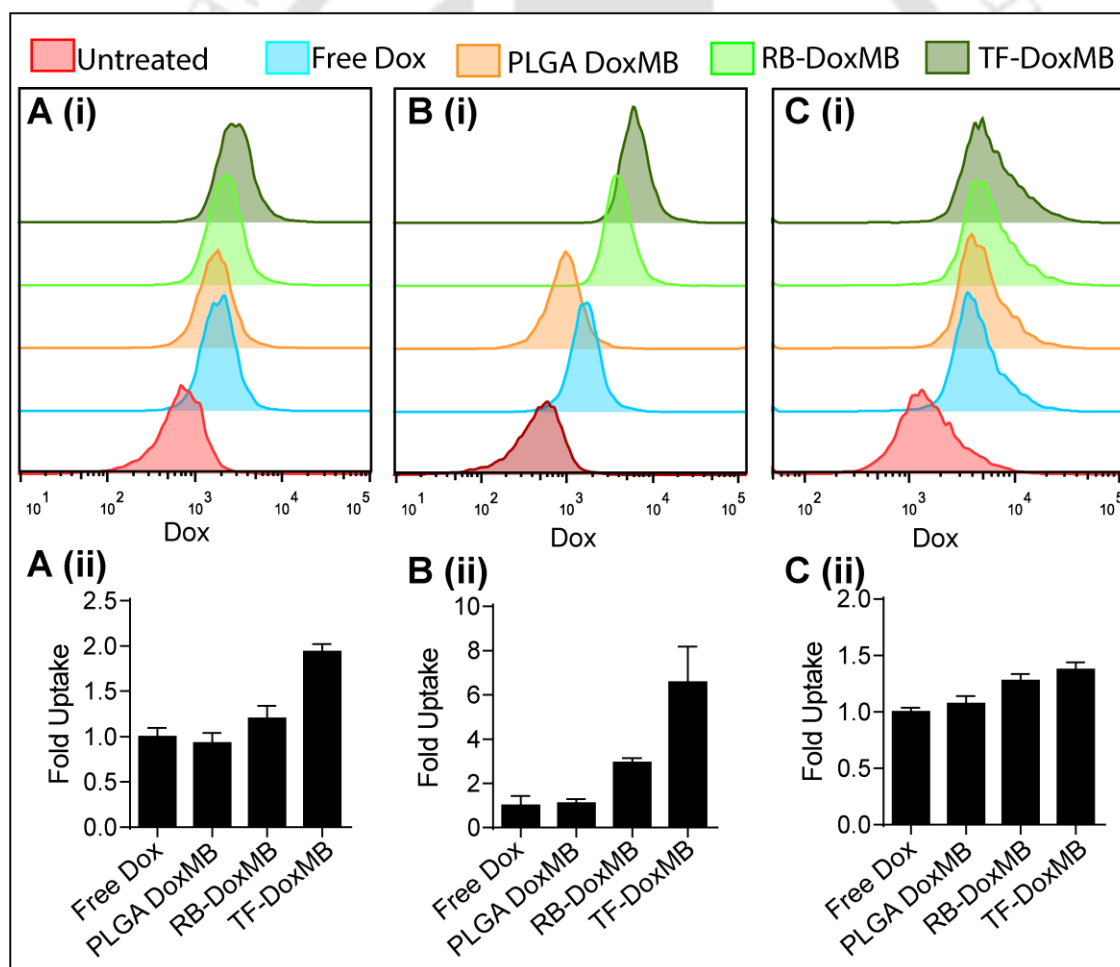 Untreated Free Dox PLGA DoxMB RB-DoxMB TF-DoxMB
A (i) B (i) C (i)
10¹ 10² 10³ 10⁴ 10⁵ 10¹ 10² 10³ 10⁴ 10⁵ 10² 10³ 10⁴ 10⁵
Dox Dox Dox
A (ii)
2.5
2.0
1.5
1.0
0.5
0.0
Fold Uptake
Free Dox
PLGA DoxMB
RB-DoxMB
TF-DoxMB
B (ii)
10
8
6
4
2
0
Fold Uptake
Free Dox
PLGA DoxMB
RB-DoxMB
TF-DoxMB
C (ii)
2.0
1.5
1.0
0.5
0.0
Fold Uptake
Free Dox
PLGA DoxMB
RB-DoxMB
TF-DoxMB